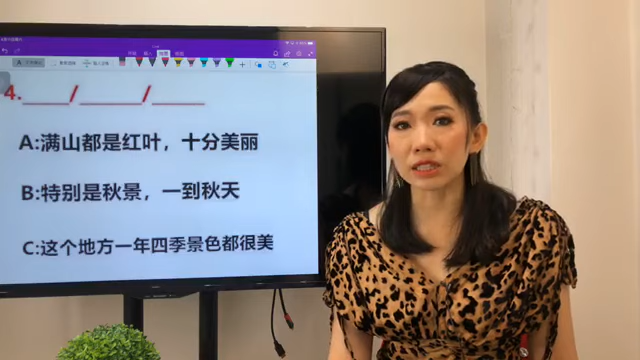 4.____/____/____
A:满山都是红叶，十分美丽
B:特别是秋景，一到秋天
C:这个地方一年四季景色都很美